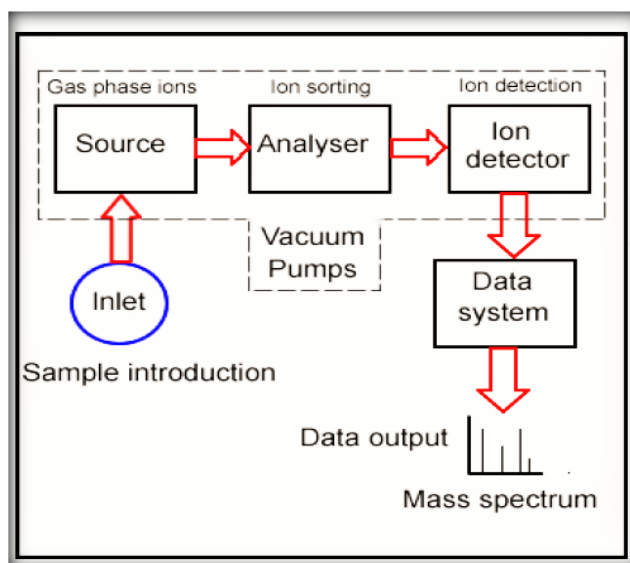 Gas phase ions
Ion sorting
Ion detection
Source
Analyser
Ion
detector
Vacuum
Pumps
Inlet
Sample introduction
Data
system
Data output
Mass spectrum